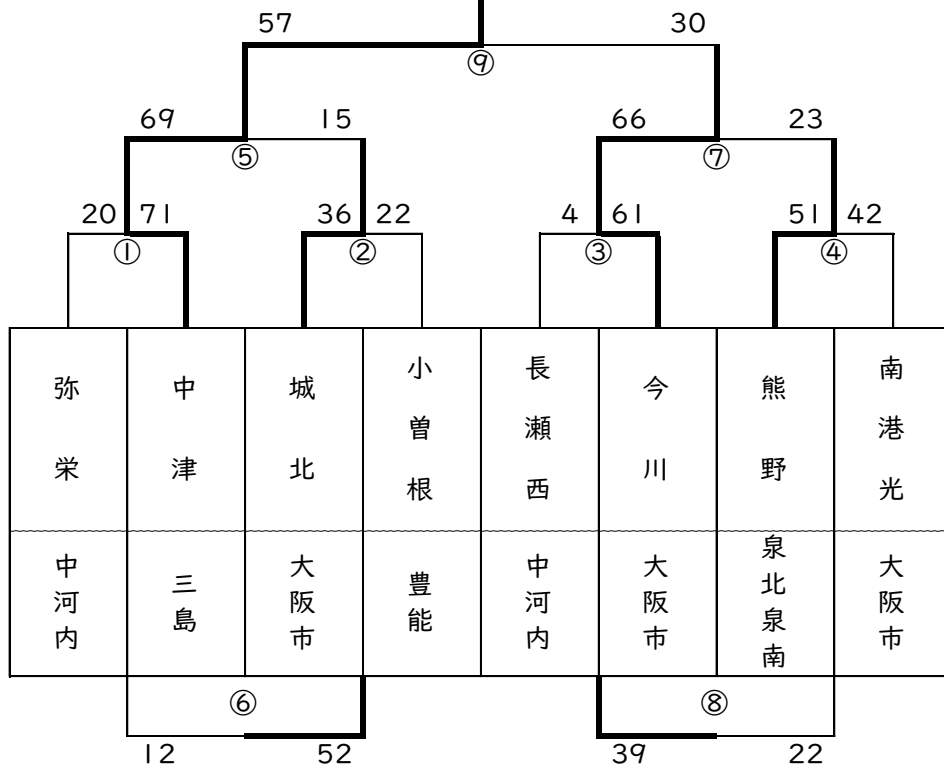 57 30
⑨
69 15 66 23
⑤ ⑦
20 71 36 22 4 61 51 42
① ② ③ ④
弥栄
中津
城北
小曽根
長瀬西
今川
熊野
南港光
中河内
三島
大阪市
豊能
中河内
大阪市
泉北泉南
大阪市
⑥ ⑧
12 52 39 22